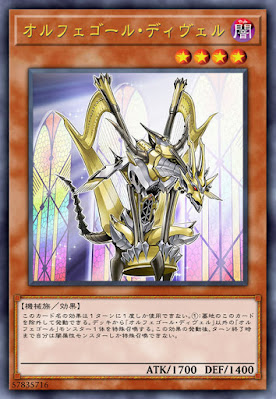 オルフェゴール・ディヴェル
闇
【機械族／効果】
このカード名の効果は１ターンに１度しか使用できない。①：墓地のこのカード
を除外して発動できる。デッキから「オルフェゴール・ディヴェル」以外の「オル
フェゴール」モンスター１体を特殊召喚する。この効果の発動後、ターン終了時
まで自分は闇属性モンスターしか特殊召喚できない。
ATK/1700 DEF/1400
57835716